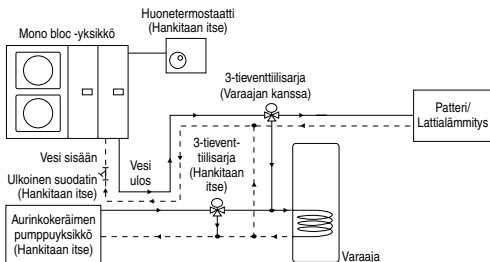 Huonetermostaatti
(Hankitaan itse)
Mono bloc -yksikkö
3-tieventtiilisarja
(Varaajan kanssa)
Patteri/
Lattialämmitys
Vesi sisään
Vesi
ulos
3-tievent-
tiilisarja
(Hankitaan
itse)
Ulkoinen suodatin
(Hankitaan itse)
Aurinkokeräimen
pumppuyksikkö
(Hankitaan itse)
Varaaja